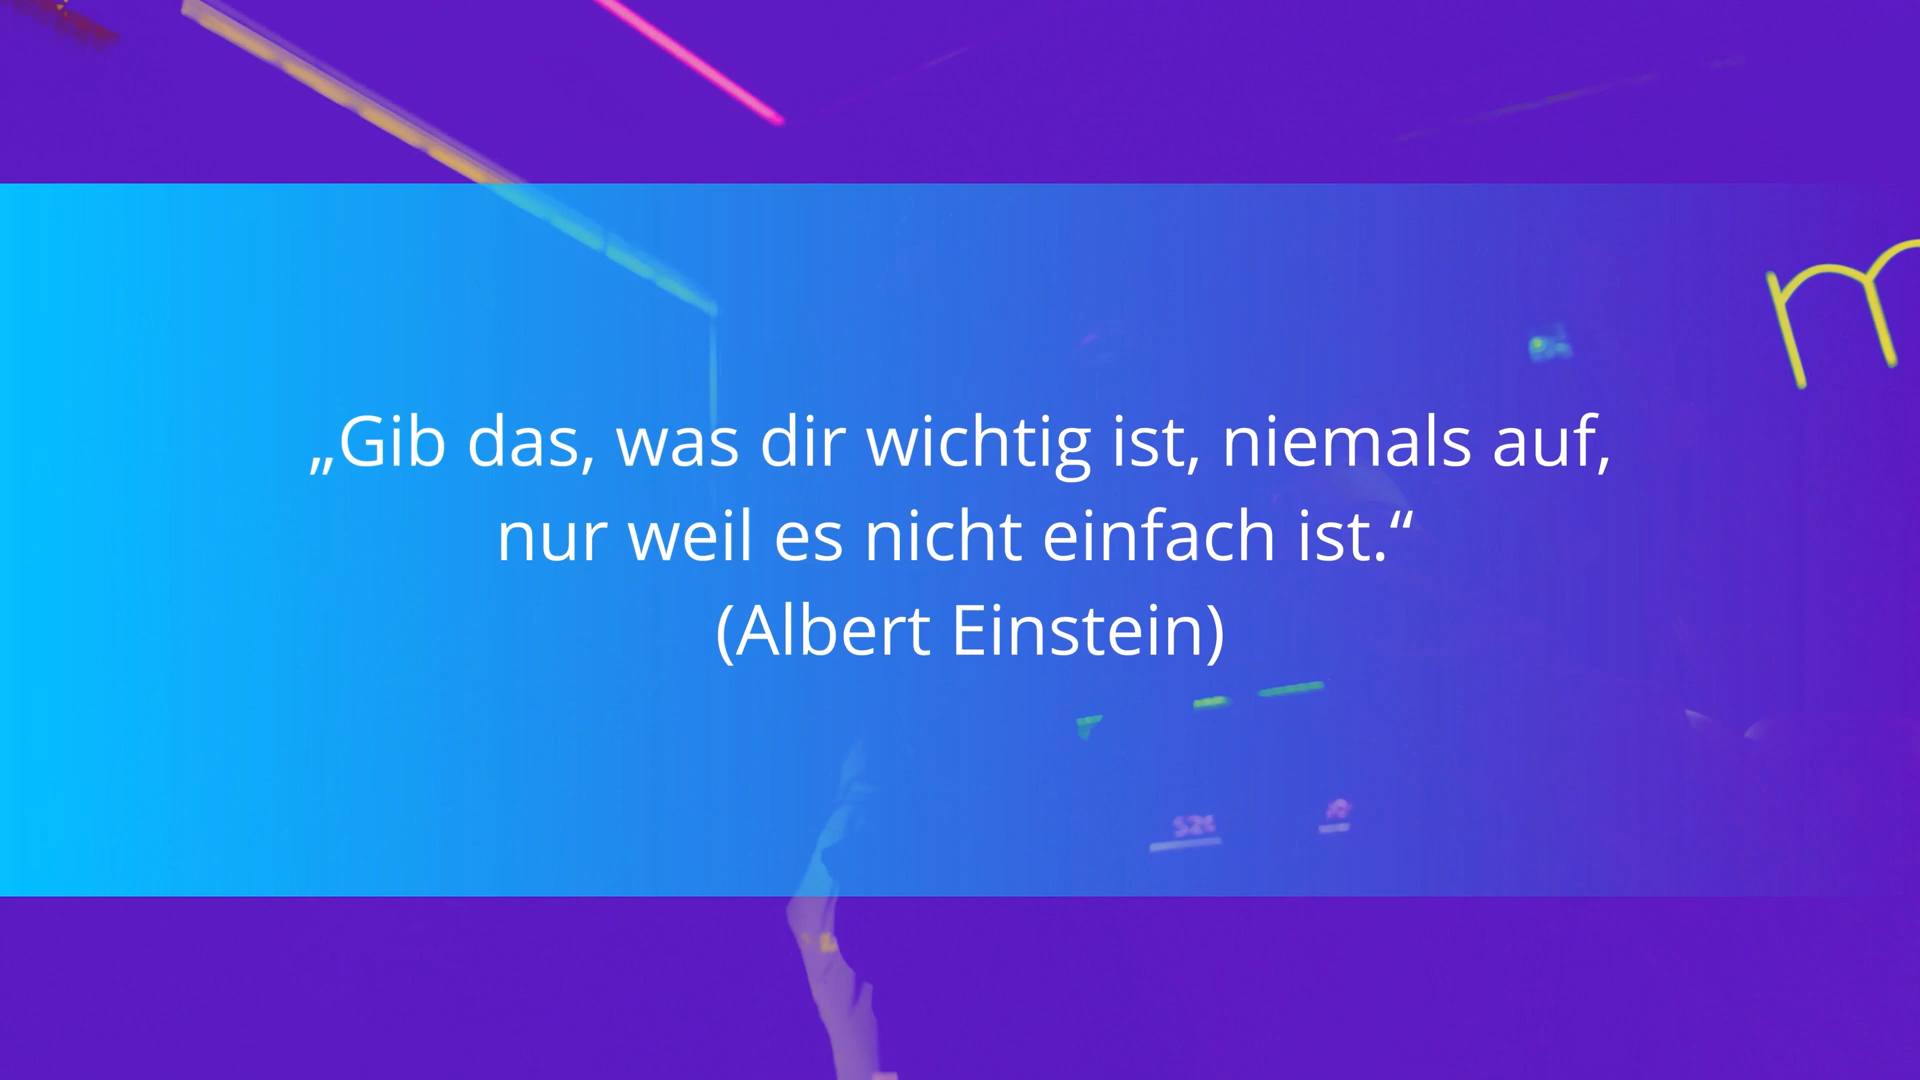 „Gib das, was dir wichtig ist, niemals auf,
nur weil es nicht einfach ist.“
(Albert Einstein)